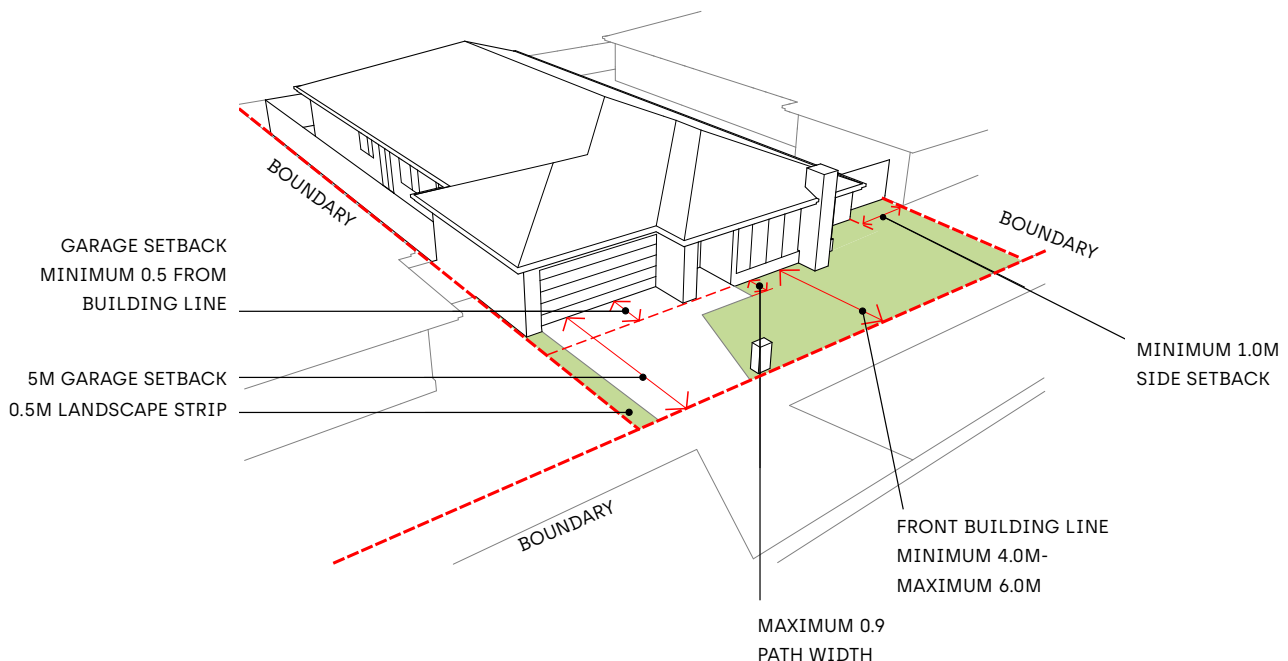 BOUNDARY
BOUNDARY
GARAGE SETBACK
MINIMUM 0.5 FROM
BUILDING LINE
5M GARAGE SETBACK
0.5M LANDSCAPE STRIP
MINIMUM 1.0M
SIDE SETBACK
BOUNDARY
FRONT BUILDING LINE
MINIMUM 4.0M-
MAXIMUM 6.0M
MAXIMUM 0.9
PATH WIDTH